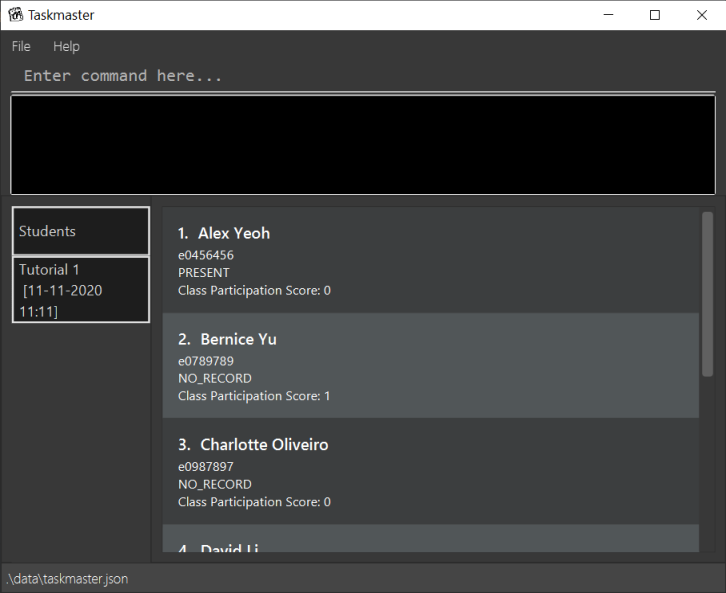 Taskmaster
File Help
Enter command here...
Students
Tutorial 1
[11-11-2020
11:11]
1. Alex Yeoh
e0456456
PRESENT
Class Participation Score: 0
2. Bernice Yu
e0789789
NO_RECORD
Class Participation Score: 1
3. Charlotte Oliveiro
e0987897
NO_RECORD
Class Participation Score: 0
4. David Li
.\data\taskmaster.json